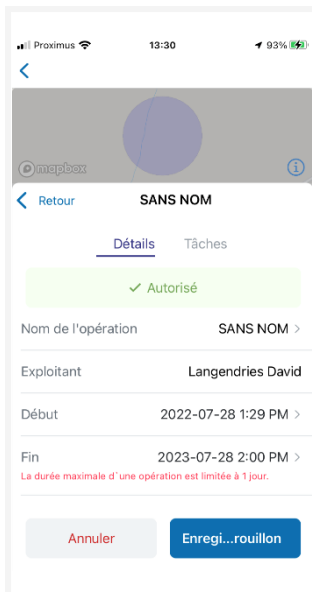 Proximus 13:30 93%
mapbox
Retour SANS NOM
Détails Tâches
Autorisé
Nom de l'opération SANS NOM >
Exploitant Langendries David
Début 2022-07-28 1:29 PM >
Fin 2023-07-28 2:00 PM >
La durée maximale d´une opération est limitée à 1 jour.
Annuler Enregi...rouillon